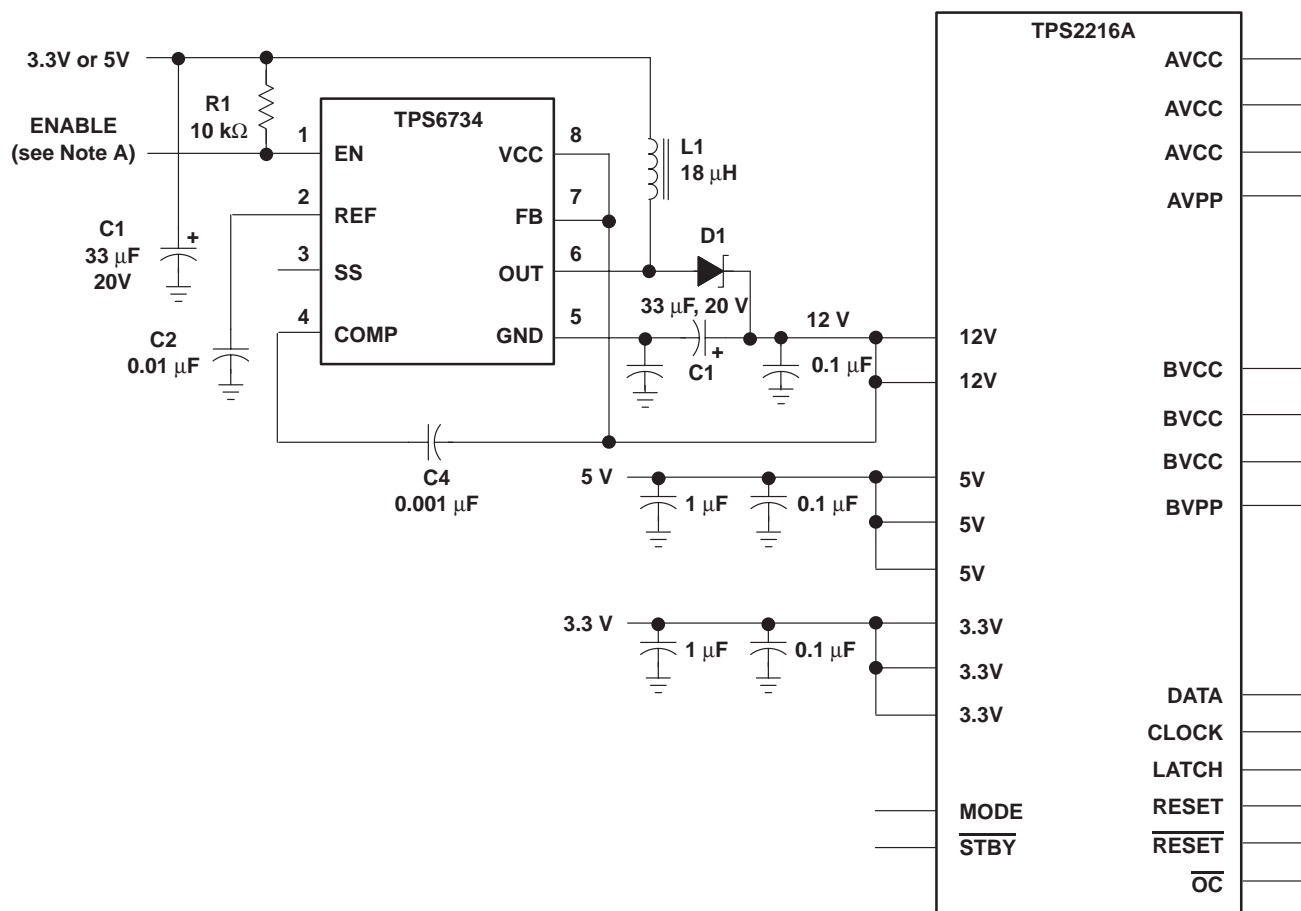 TPS2216A
3.3V or 5V
R1
10 kΩ
ENABLE
(see Note A)
C1
33 μF
20V
+
C2
0.01 μF
TPS6734
1
EN
2
REF
3
SS
4
COMP
8
VCC
7
FB
6
OUT
5
GND
L1
18 μH
D1
33 μF, 20 V
+
C1
12 V
0.1 μF
C4
0.001 μF
5 V
1 μF
0.1 μF
3.3 V
1 μF
0.1 μF
12V
12V
5V
5V
5V
3.3V
3.3V
3.3V
MODE
STBY
AVCC
AVCC
AVCC
AVPP
BVCC
BVCC
BVCC
BVPP
DATA
CLOCK
LATCH
RESET
RESET
OC